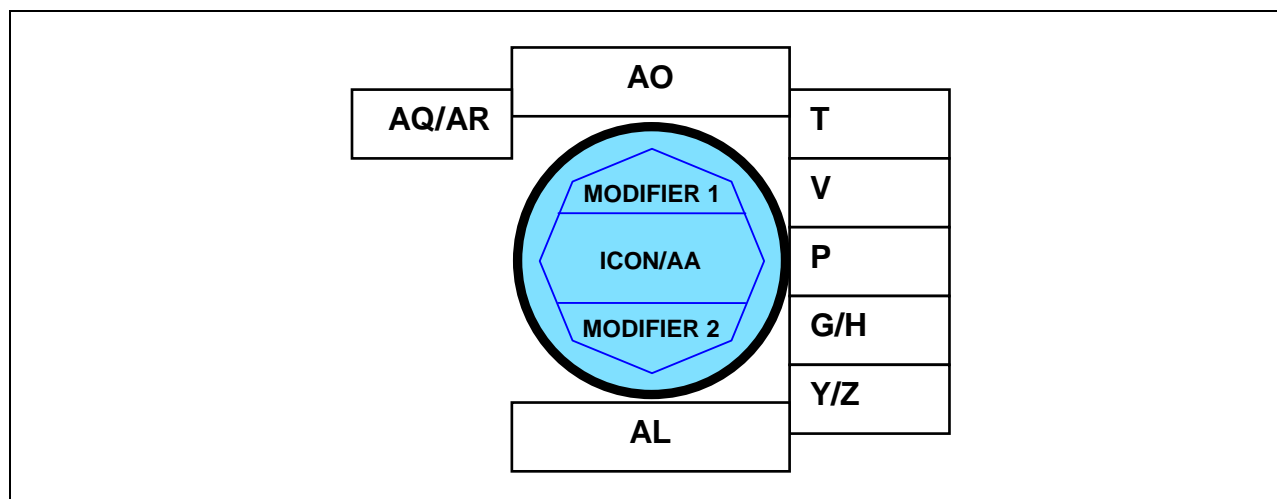 AO
AQ/AR
T
MODIFIER 1
V
ICON/AA
P
MODIFIER 2
G/H
Y/Z
AL